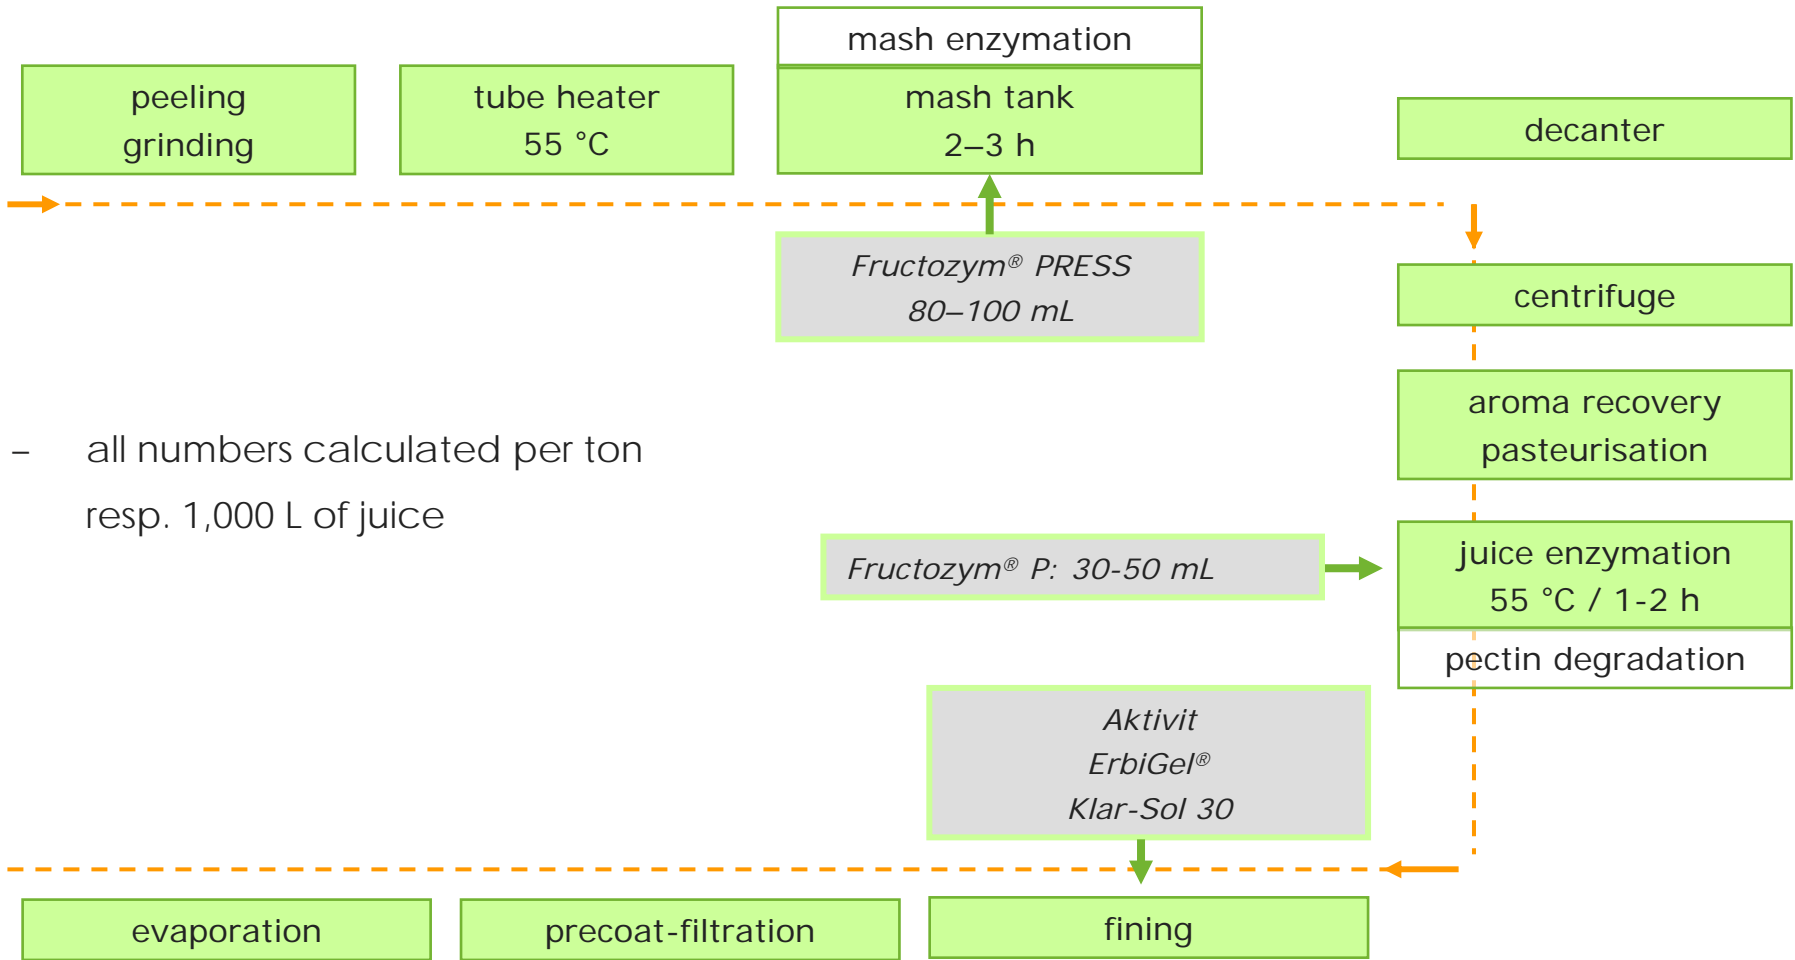 peeling
grinding
tube heater
55 °C
mash enzymation
mash tank
2–3 h
decanter
Fructozym® PRESS
80–100 mL
centrifuge
aroma recovery
pasteurisation
– all numbers calculated per ton
resp. 1,000 L of juice
Fructozym® P: 30-50 mL
juice enzymation
55 °C / 1-2 h
pectin degradation
Aktivit
ErbiGel®
Klar-Sol 30
evaporation
precoat-filtration
fining